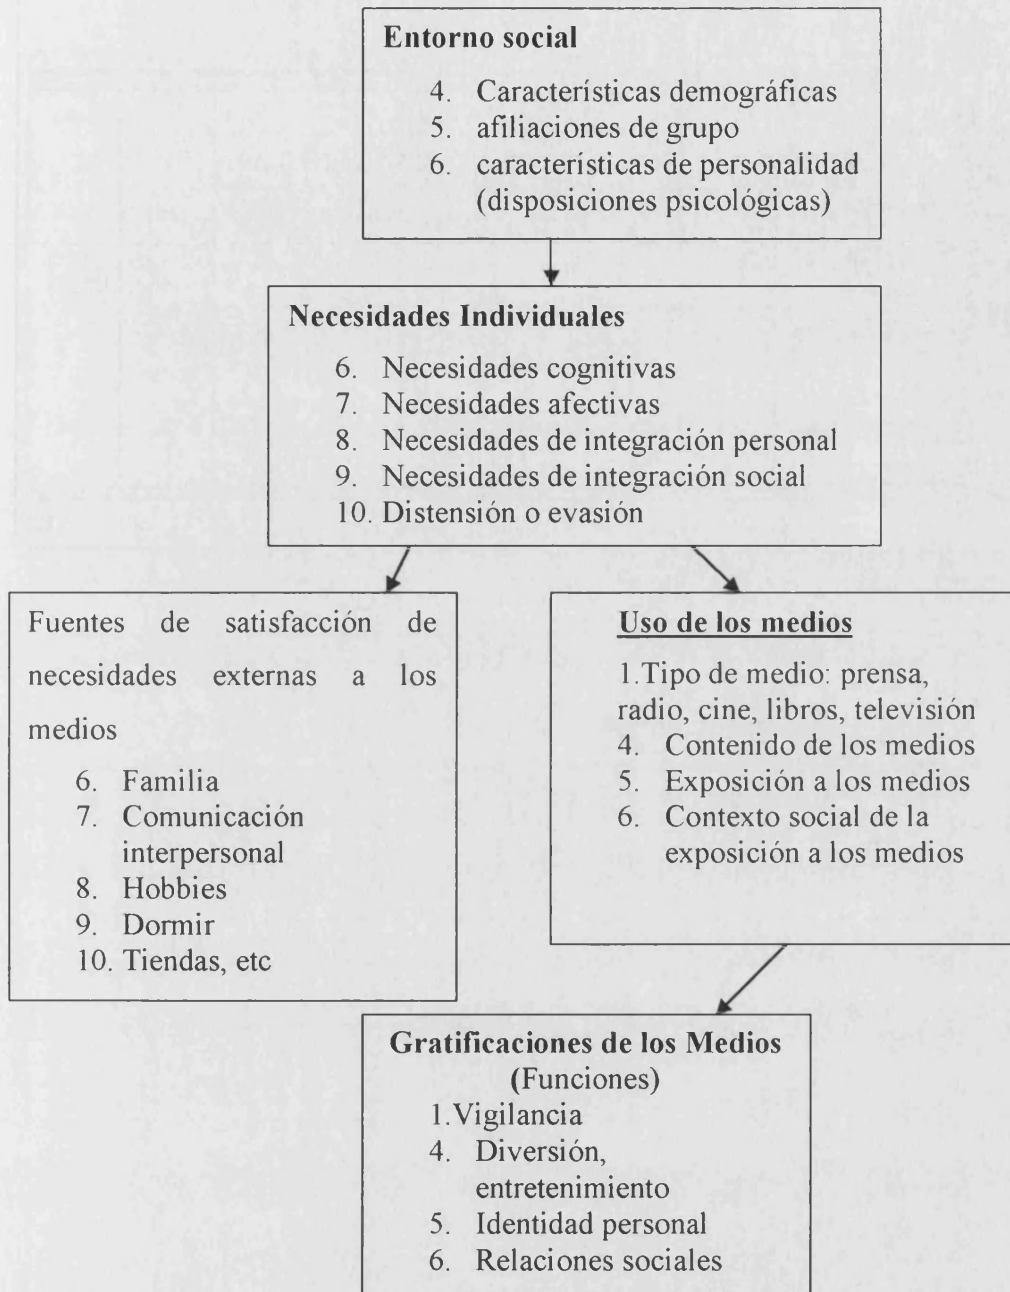 Entorno social
4. Características demográficas
5. afiliaciones de grupo
6. características de personalidad
(disposiciones psicológicas)
Necesidades Individuales
6. Necesidades cognitivas
7. Necesidades afectivas
8. Necesidades de integración personal
9. Necesidades de integración social
10. Distensión o evasión
Fuentes de satisfacción de
necesidades externas a los
medios
6. Familia
7. Comunicación
interpersonal
8. Hobbies
9. Dormir
10. Tiendas, etc
Uso de los medios
1.Tipo de medio: prensa,
radio, cine, libros, televisión
4. Contenido de los medios
5. Exposición a los medios
6. Contexto social de la
exposición a los medios
Gratificaciones de los Medios
(Funciones)
1.Vigilancia
4. Diversión,
entretenimiento
5. Identidad personal
6. Relaciones sociales